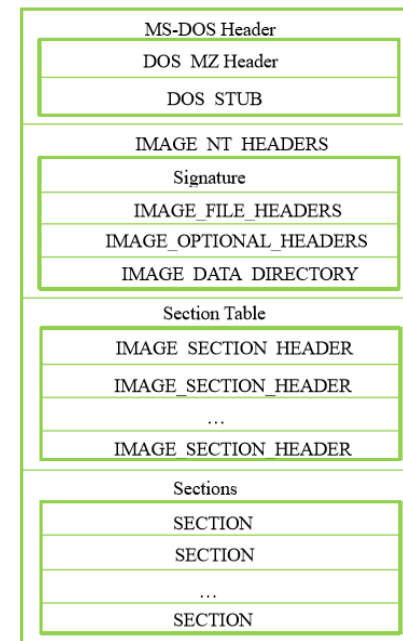 MS-DOS Header
DOS MZ Header
DOS STUB
IMAGE NT HEADERS
Signature
IMAGE_FILE_HEADERS
IMAGE_OPTIONAL_HEADERS
IMAGE DATA DIRECTORY
Section Table
IMAGE SECTION HEADER
IMAGE_SECTION_HEADER
…
IMAGE SECTION HEADER
Sections
SECTION
SECTION
…
SECTION